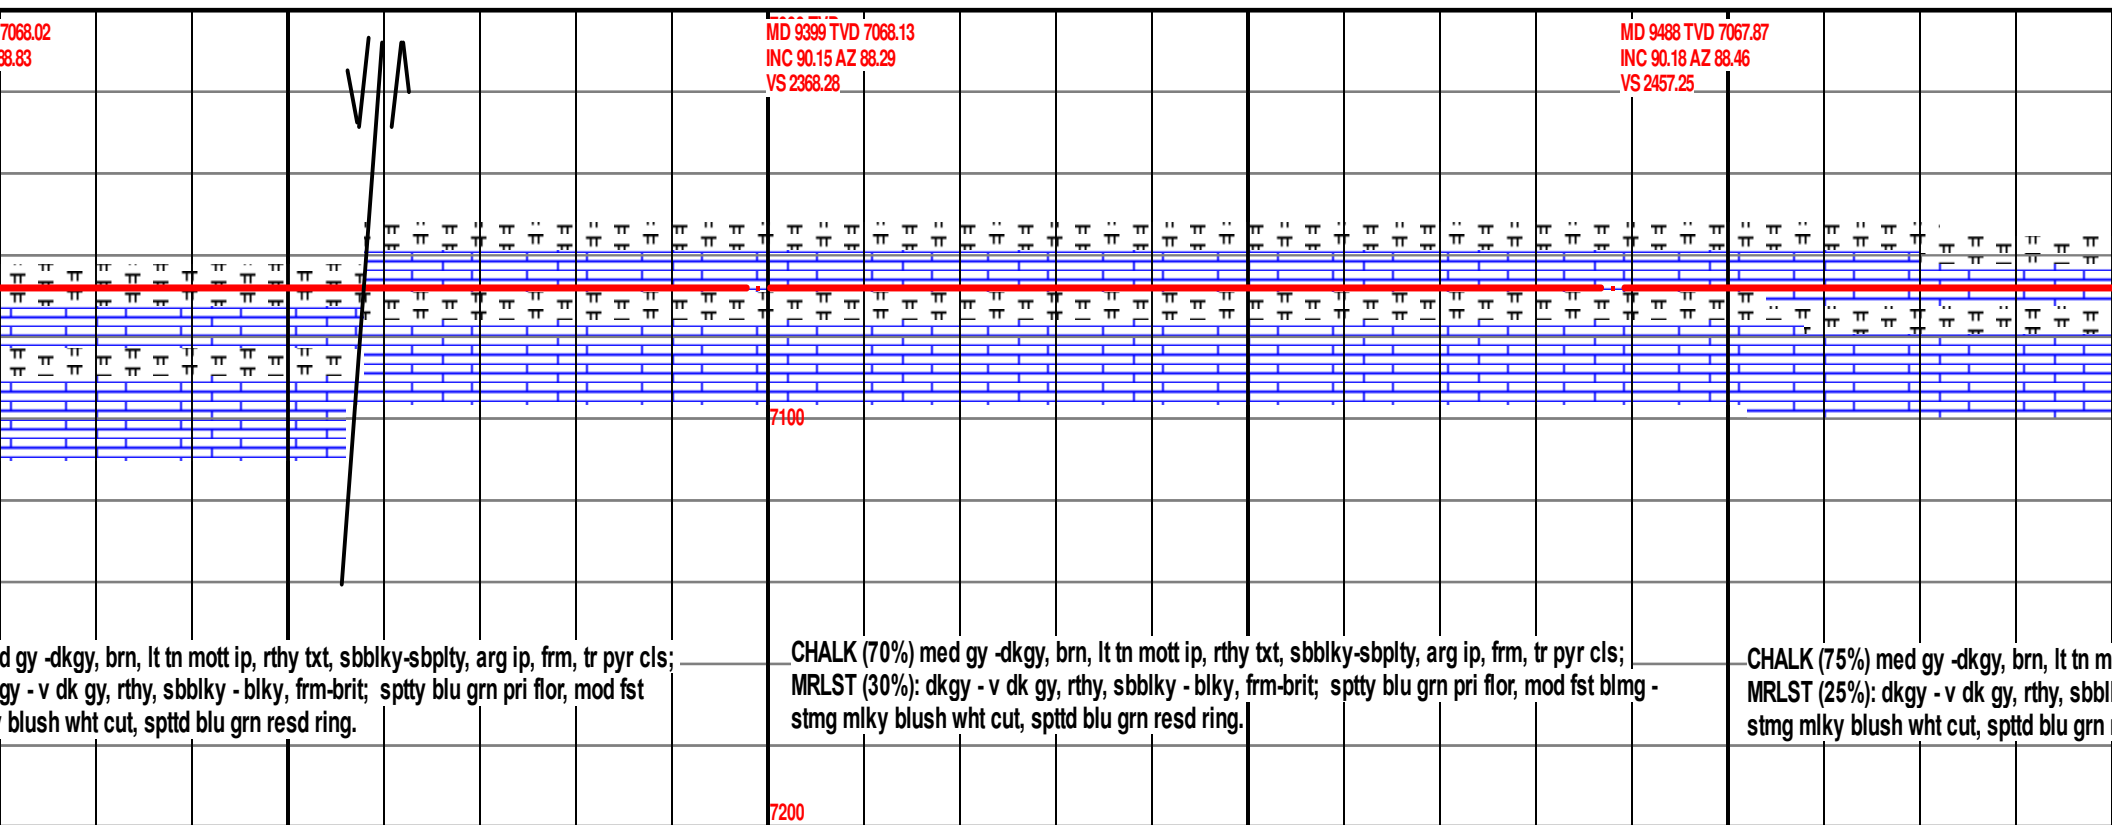 7068.02
88.83
MD 9399 TVD 7068.13
INC 90.15 AZ 88.29
VS 2368.28
MD 9488 TVD 7067.87
INC 90.18 AZ 88.46
VS 2457.25
7100
d gy -dkgy, brn, lt tn mott ip, rthy txt, sbblky-sbplty, arg ip, frm, tr pyr cls;
gy - v dk gy, rthy, sbblky - blky, frm-brit; sptty blu grn pri flor, mod fst
blush wht cut, spttd blu grn resd ring.
CHALK (70%) med gy -dkgy, brn, lt tn mott ip, rthy txt, sbblky-sbplty, arg ip, frm, tr pyr cls;
MRLST (30%): dkgy - v dk gy, rthy, sbblky - blky, frm-brit; sptty blu grn pri flor, mod fst blmg -
stmg mlky blush wht cut, spttd blu grn resd ring.
CHALK (75%) med gy -dkgy, brn, lt tn m
MRLST (25%): dkgy - v dk gy, rthy, sbbl
stmg mlky blush wht cut, spttd blu grn
7200